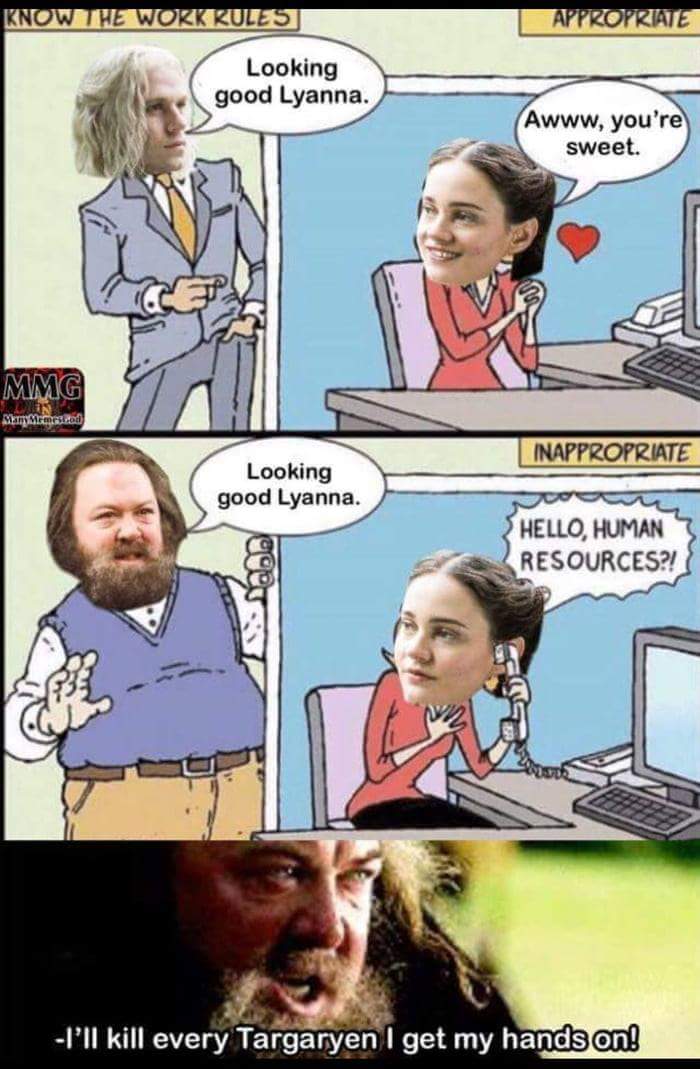 KNOW THE WORK RULES
APPROPRIATE
Looking
good Lyanna.
Awww, you're
sweet.
MMG
ManyMemesGod
INAPPROPRIATE
Looking
good Lyanna.
HELLO, HUMAN
RESOURCES?!
-I'll kill every Targaryen I get my hands on!